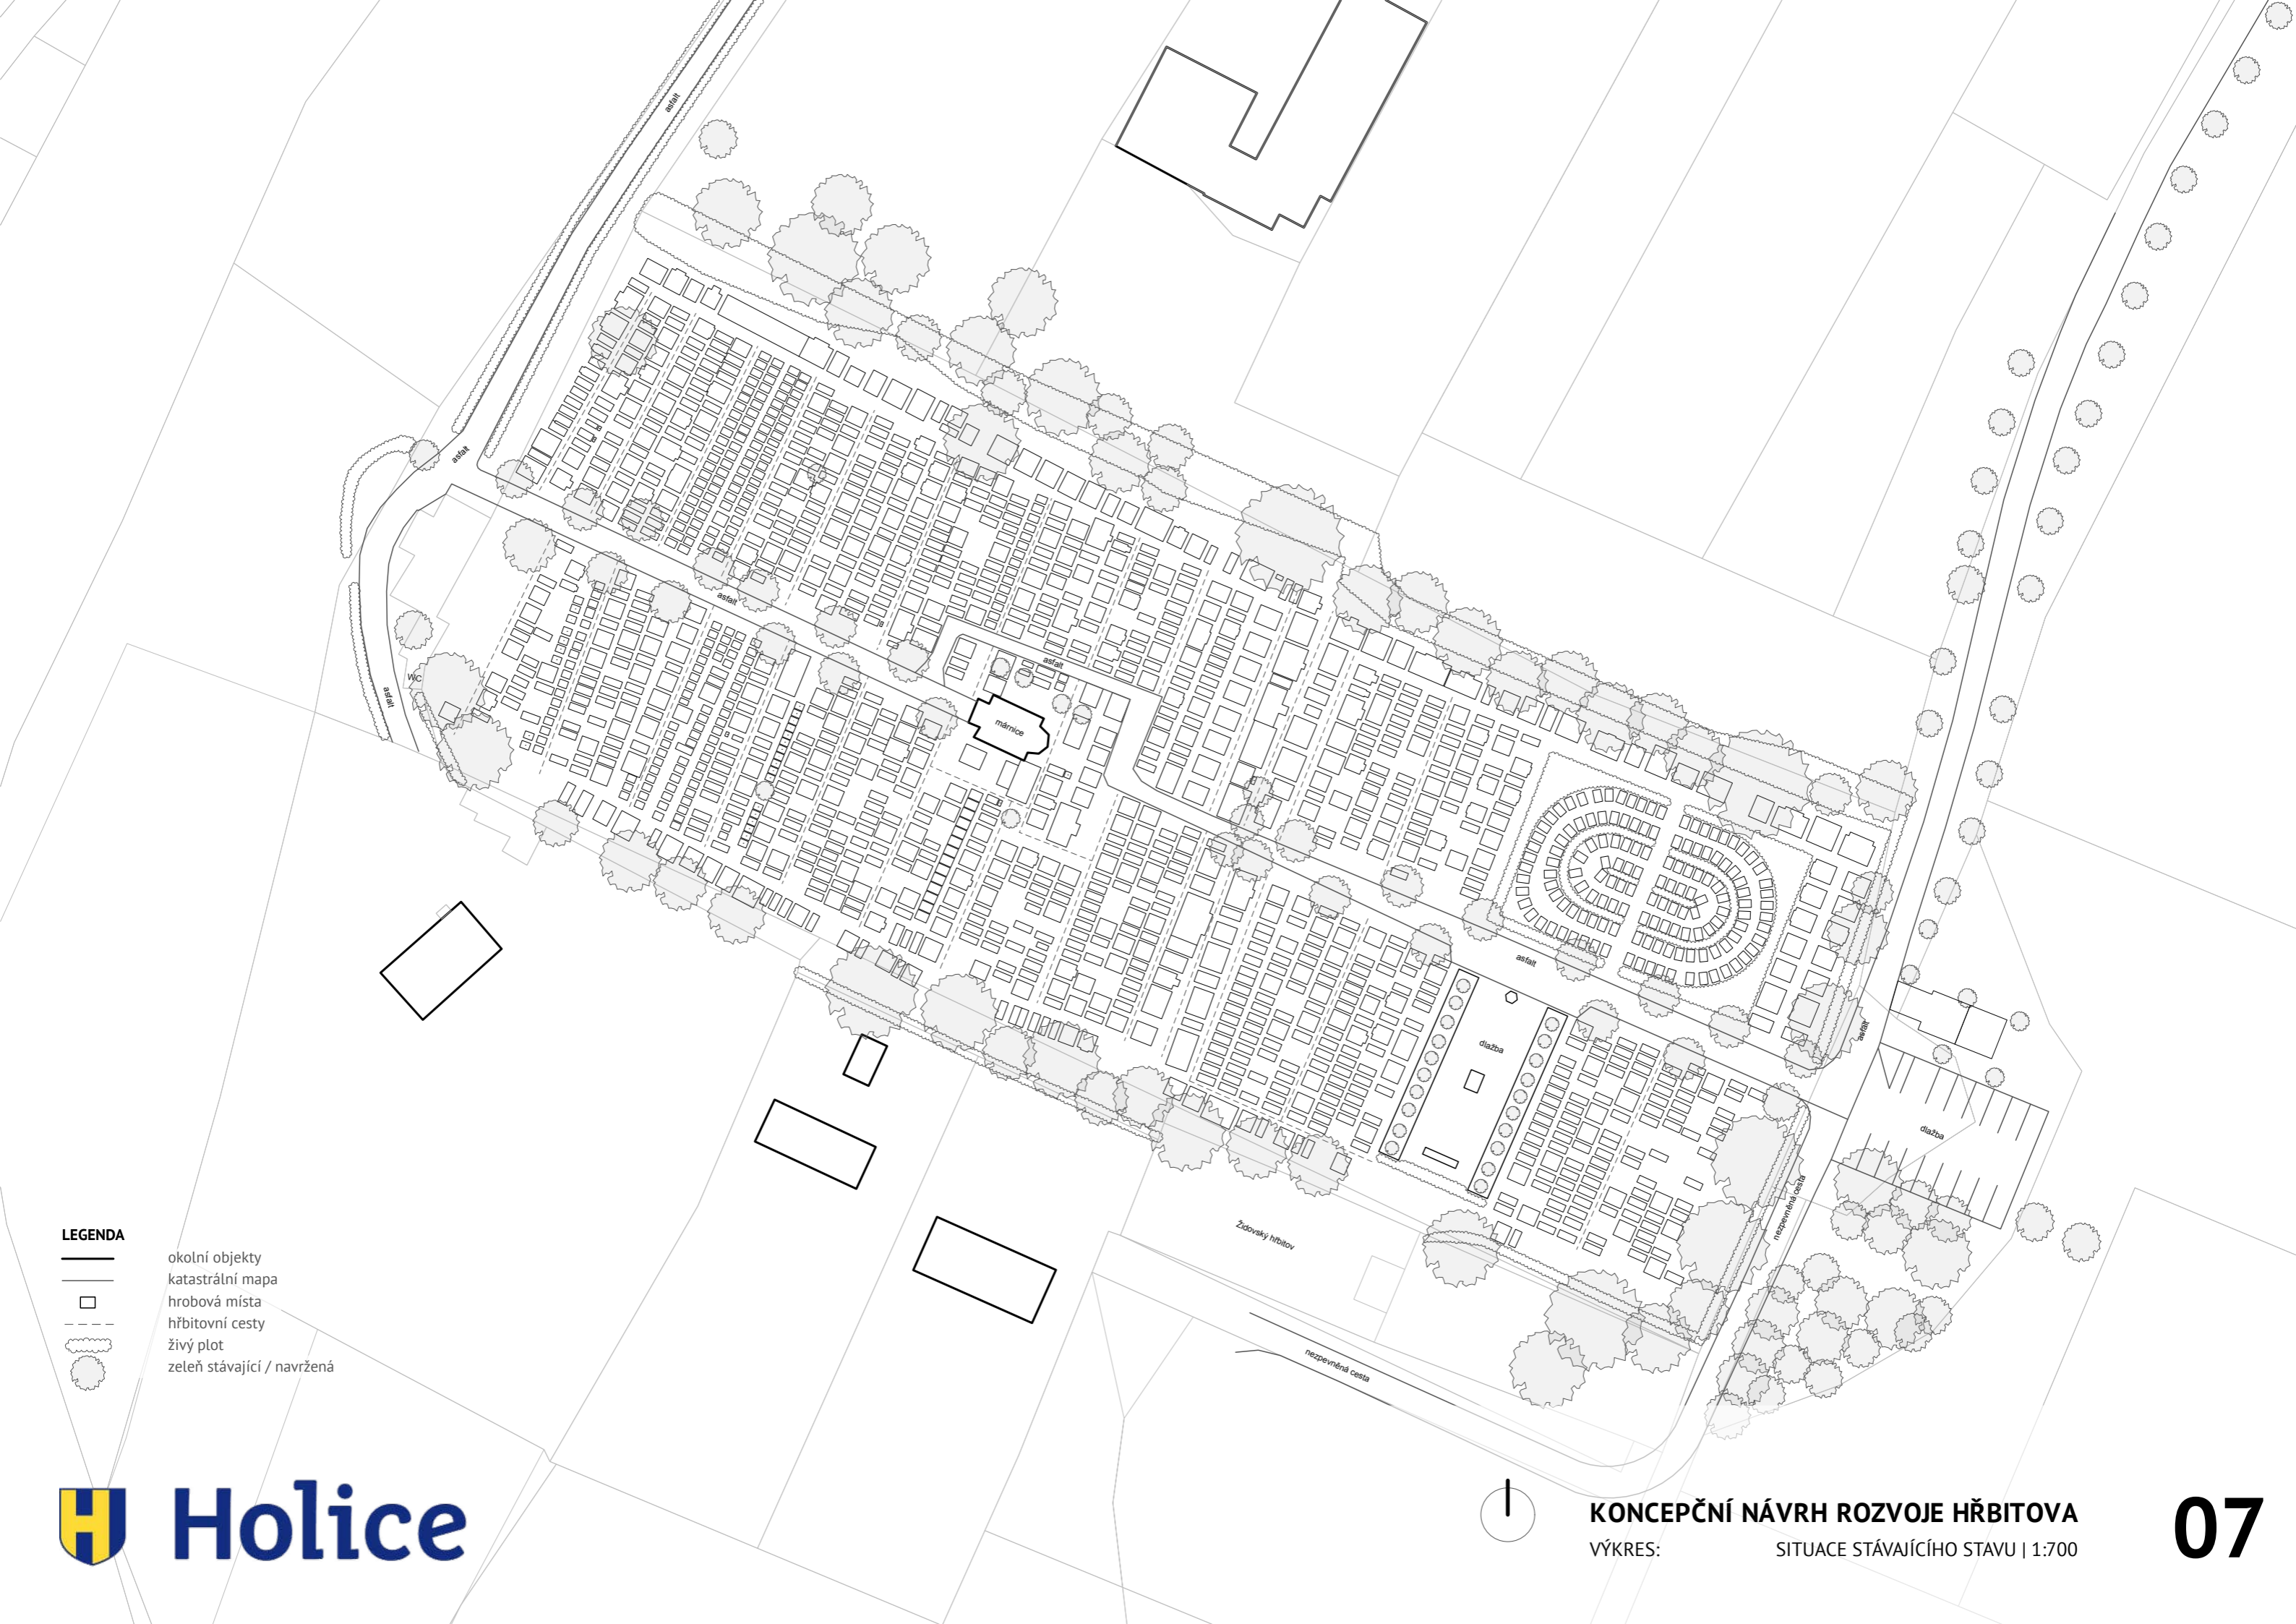 asfalt
asfalt
asfalt
asfalt
WC
asfalt
márnice
asfalt
dlažba
asfalt
dlažba
nezpevněná cesta
Židovský hřbitov
nezpevněná cesta
LEGENDA
okolní objekty
katastrální mapa
hrobová místa
hřbitovní cesty
živý plot
zeleň stávající / navržená
Holice
KONCEPČNÍ NÁVRH ROZVOJE HŘBITOVA
VÝKRES: SITUACE STÁVAJÍCÍHO STAVU | 1:700
07